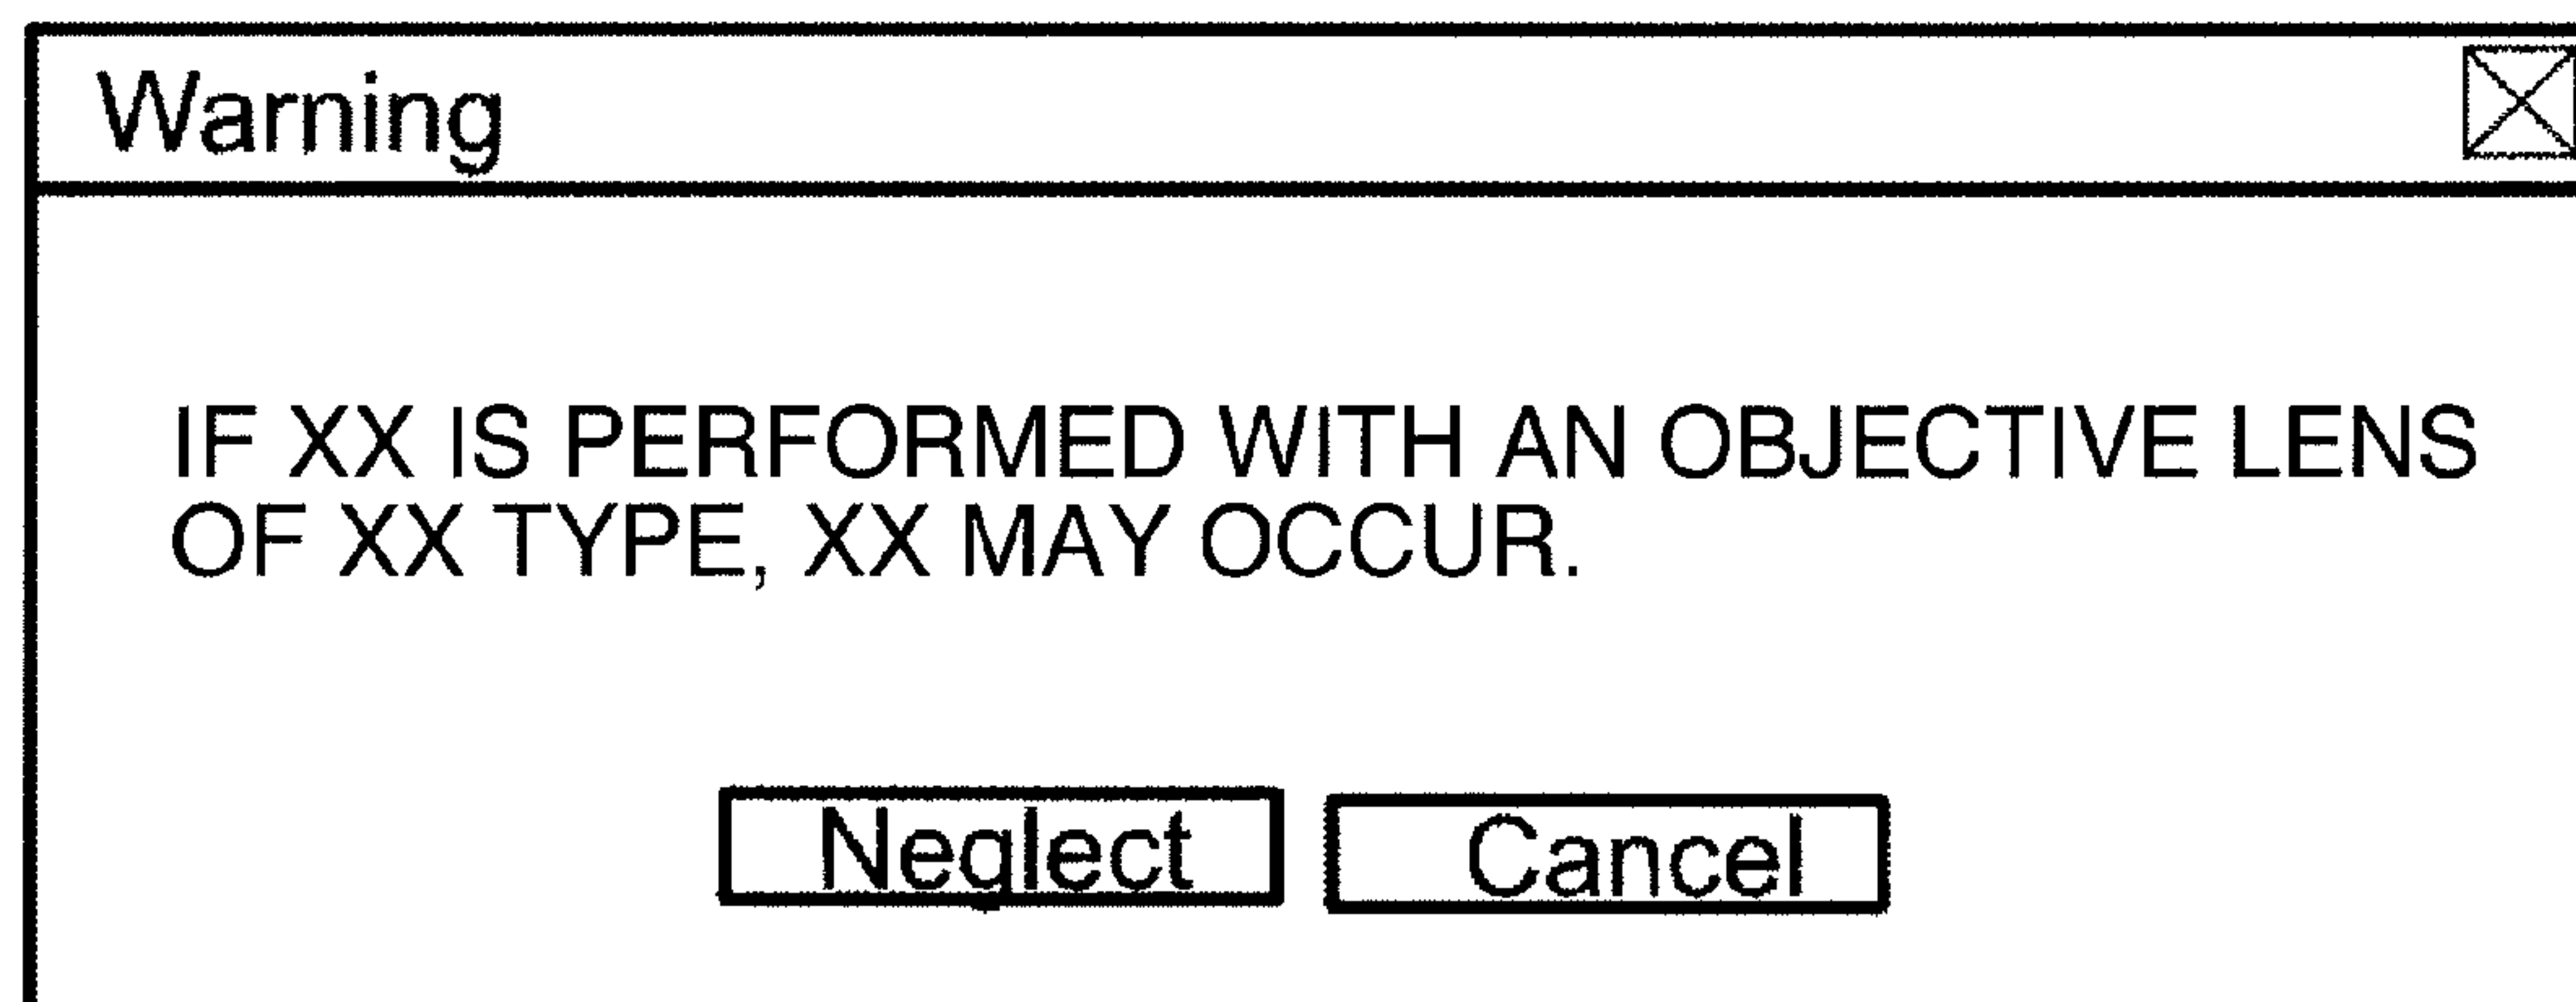 Warning
IF XX IS PERFORMED WITH AN OBJECTIVE LENS
OF XX TYPE, XX MAY OCCUR.
Neglect Cancel